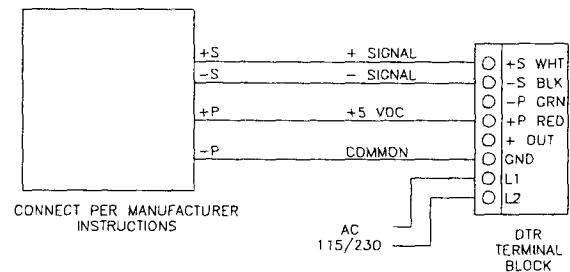 +S + SIGNAL
-S - SIGNAL
+P +5 VDC
-P COMMON
+S WHT
-S BLK
-P GRN
+P RED
+ OUT
GND
L1
L2
CONNECT PER MANUFACTURER
INSTRUCTIONS
AC
115/230
DTR
TERMINAL
BLOCK